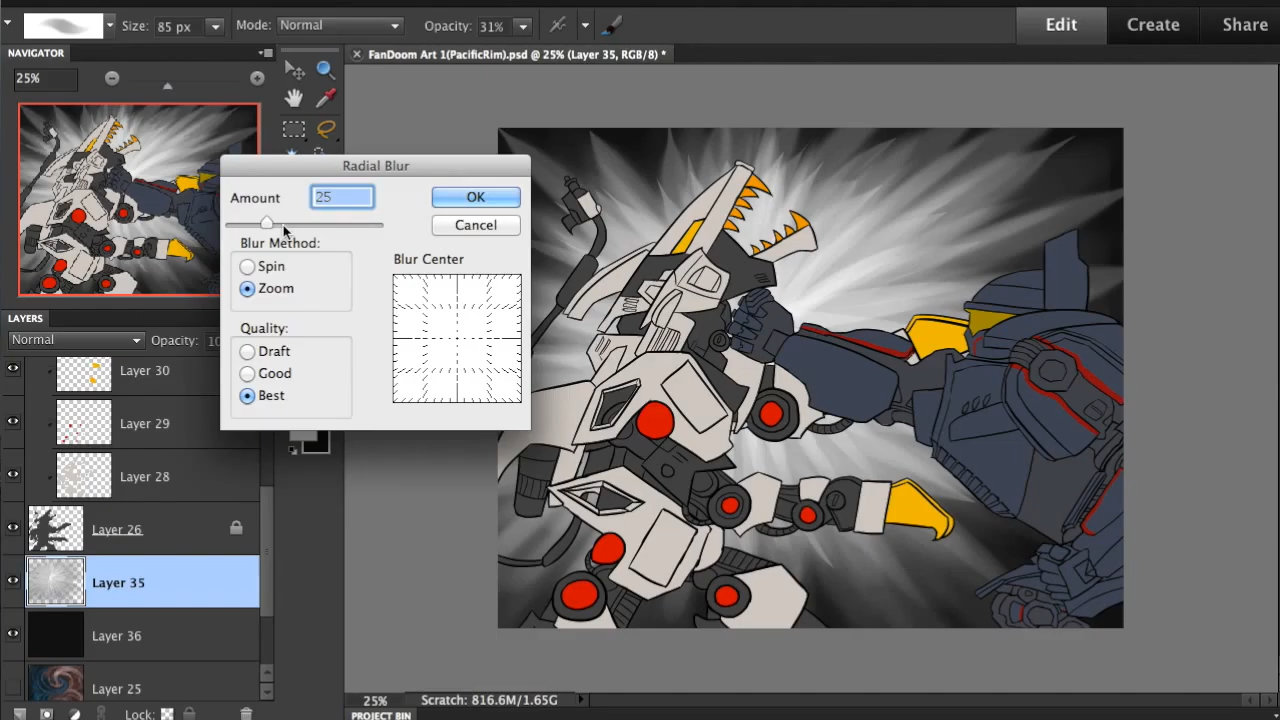 Size: 85 px Mode: Normal Opacity: 31% Edit Create Share
NAVIGATOR
FanDoom Art 1(PacificRim).psd @ 25% (Layer 35, RGB/8) *
25%
Radial Blur
Amount 25 OK
Cancel
Blur Method:
Spin
Zoom
Blur Center
Quality:
Draft
Good
Best
LAYERS
Normal Opacity: 10
Layer 30
Layer 29
Layer 28
Layer 26
Layer 35
Layer 36
Layer 25
Lock:
25% Scratch: 816.6M/1.65G
PROJECT BIN